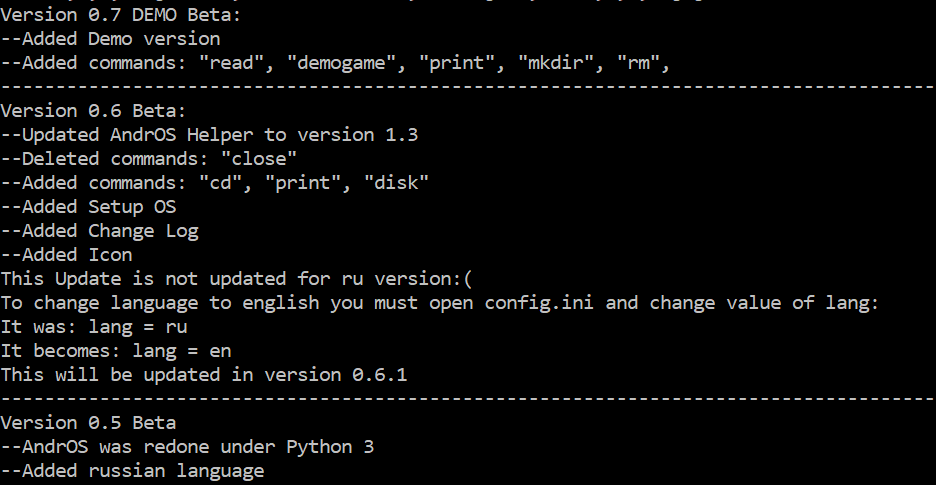 Version 0.7 DEMO Beta:
--Added Demo version
--Added commands: "read", "demogame", "print", "mkdir", "rm",
-------------------------------------------------------------------------------------
Version 0.6 Beta:
--Updated AndrOS Helper to version 1.3
--Deleted commands: "close"
--Added commands: "cd", "print", "disk"
--Added Setup OS
--Added Change Log
--Added Icon
This Update is not updated for ru version:(
To change language to english you must open config.ini and change value of lang:
It was: lang = ru
It becomes: lang = en
This will be updated in version 0.6.1
-------------------------------------------------------------------------------------
Version 0.5 Beta
--AndrOS was redone under Python 3
--Added russian language